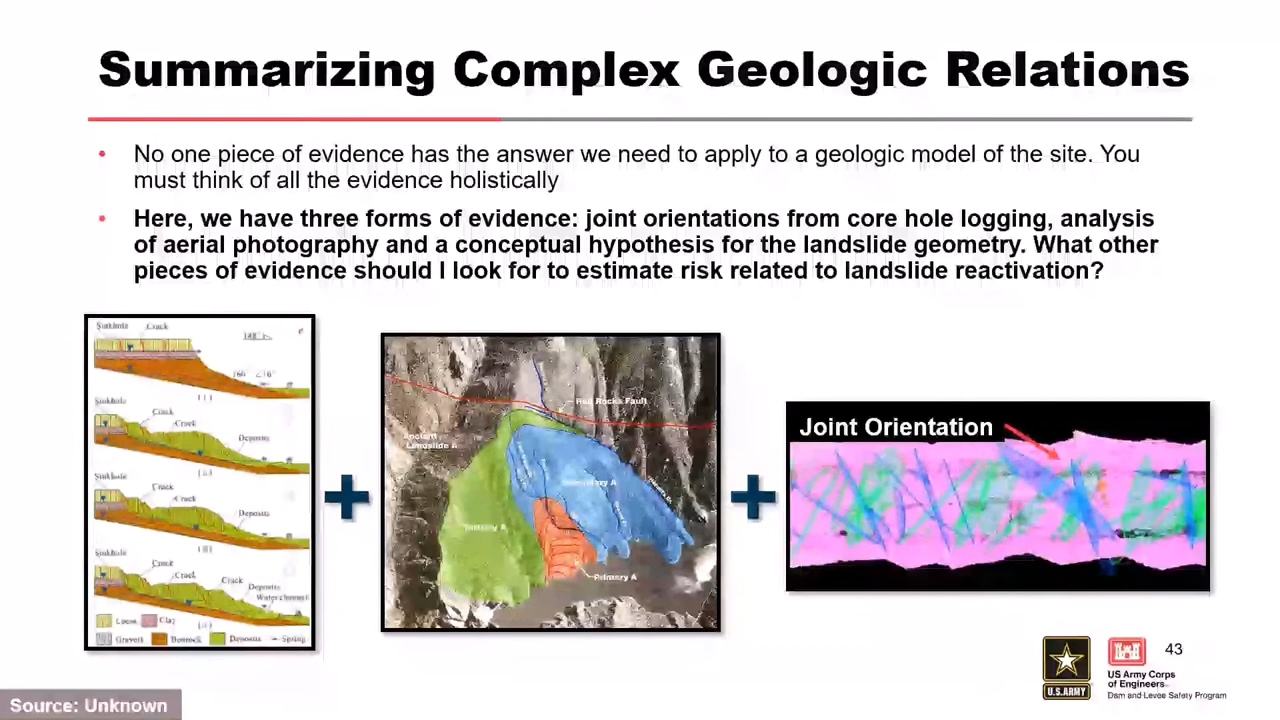 Summarizing Complex Geologic Relations
• No one piece of evidence has the answer we need to apply to a geologic model of the site. You
must think of all the evidence holistically
• Here, we have three forms of evidence: joint orientations from core hole logging, analysis
of aerial photography and a conceptual hypothesis for the landslide geometry. What other
pieces of evidence should I look for to estimate risk related to landslide reactivation?
Sinkhole Crack
Sinkhole
Crack
Crack
Deposits
Sinkhole
Crack
Crack
Deposits
Sinkhole
Crack
Crack
Crack
Deposits
Water channel
Loess Clay
Gravels Bedrock Deposits Spring
Red Rocks Fault
Ancient
Landslide A
Primary A
Joint Orientation
U.S.ARMY
US Army Corps
of Engineers
Dam and Levee Safety Program
43
Source: Unknown